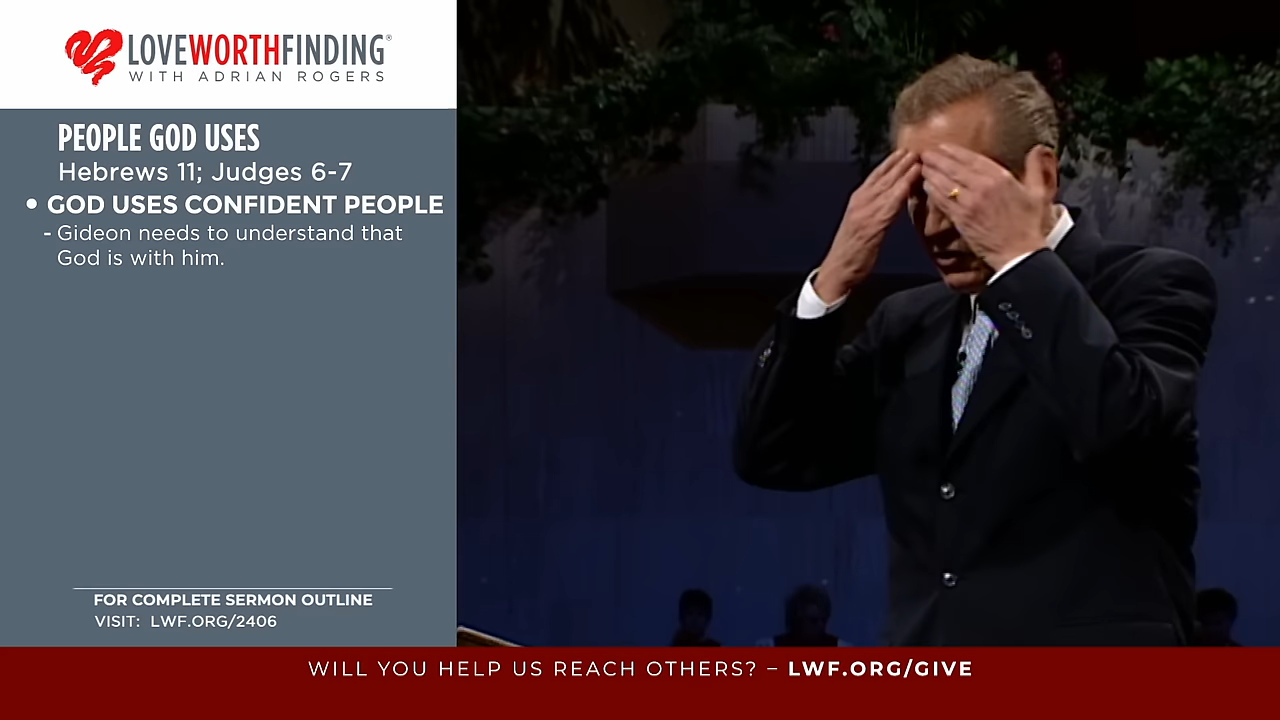 LOVEWORTHFINDING®
WITH ADRIAN ROGERS
PEOPLE GOD USES
Hebrews 11; Judges 6-7
• GOD USES CONFIDENT PEOPLE
- Gideon needs to understand that
God is with him.
FOR COMPLETE SERMON OUTLINE
VISIT: LWF.ORG/2406
WILL YOU HELP US REACH OTHERS? – LWF.ORG/GIVE